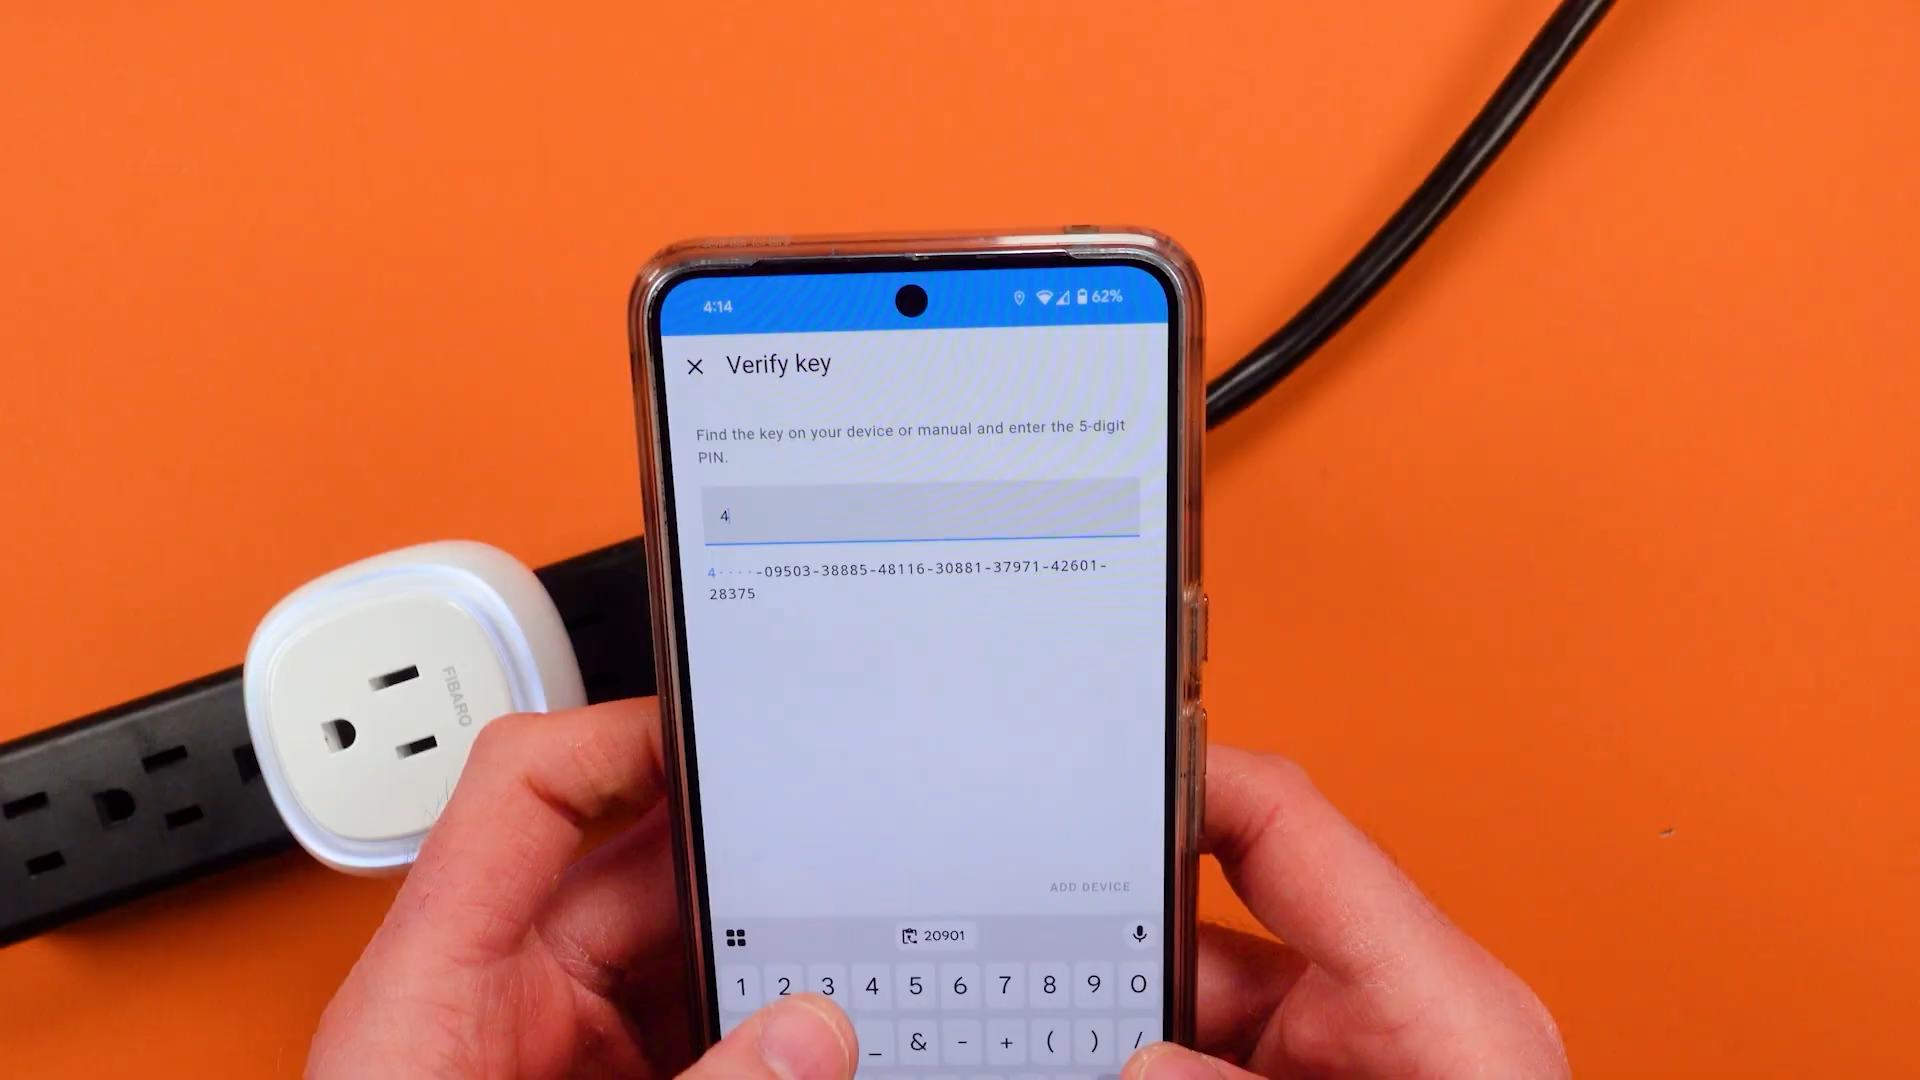 4:14
62%
Verify key
Find the key on your device or manual and enter the 5-digit
PIN.
4
4····-09503-38885-48116-30881-37971-42601-
28375
FIBARO
ADD DEVICE
20901
1 2 3 4 5 6 7 8 9 0
_ & - + ( ) /